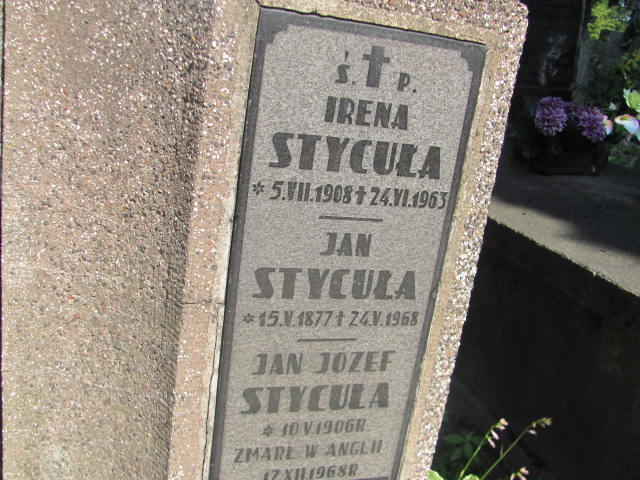 Ś. P.
IRENA
STYCUŁA
* 5.VII.1908 † 24.VI.1963
JAN
STYCUŁA
* 15.V.1877 † 24.V.1968
JAN JOZEF
STYCUŁA
* 10 V 1906R.
ZMARŁ W ANGLII
17 XII 1968R